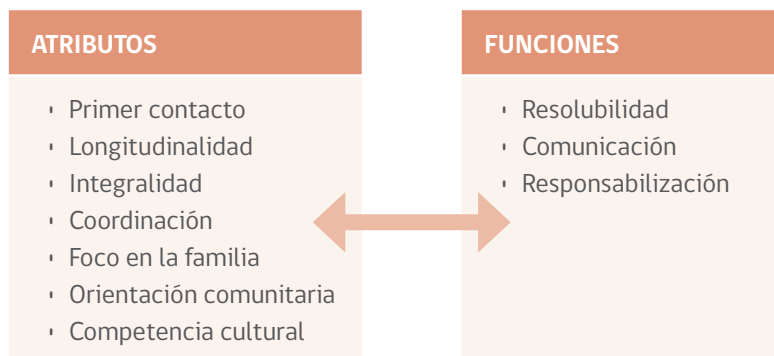 ATRIBUTOS
Primer contacto
Longitudinalidad
Integralidad
Coordinación
Foco en la familia
Orientación comunitaria
Competencia cultural
FUNCIONES
Resolubilidad
Comunicación
Responsabilización